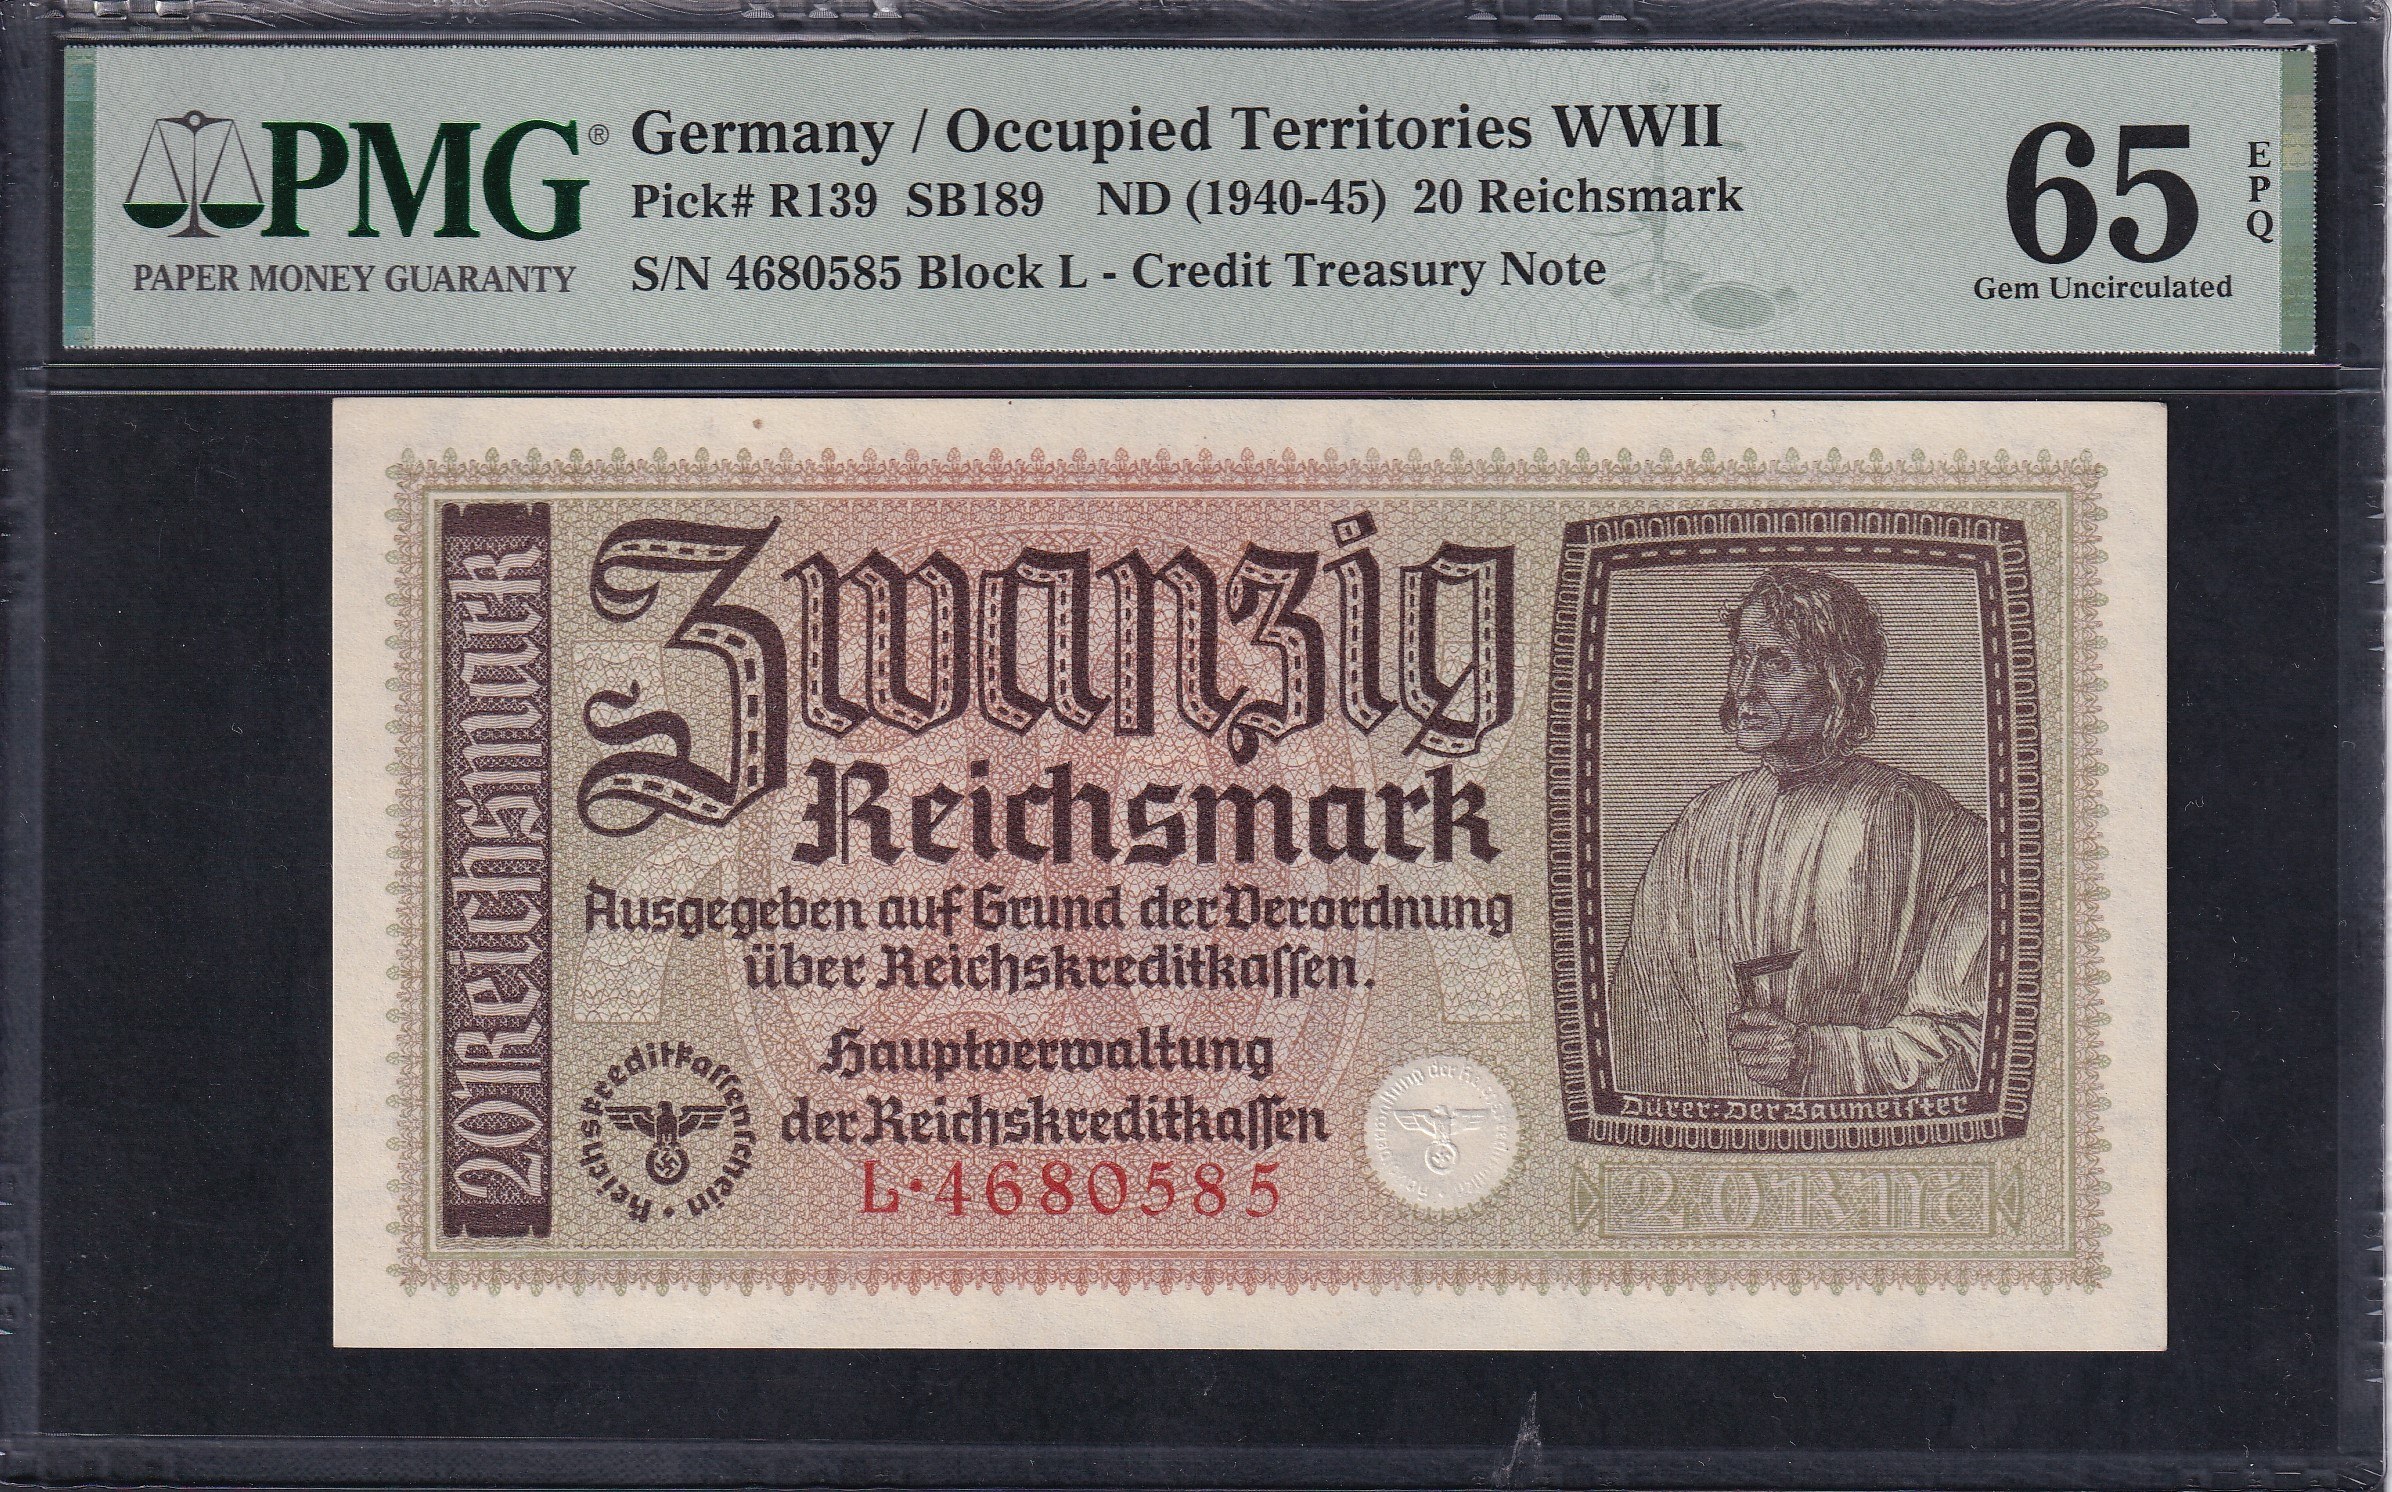 PMG®
PAPER MONEY GUARANTY
Germany / Occupied Territories WWII
Pick# R139 SB189 ND (1940-45) 20 Reichsmark
S/N 4680585 Block L - Credit Treasury Note
65
EPQ
Gem Uncirculated
20 Reichsmark
Zwanzig
Reichsmark
Ausgegeben auf Grund der Verordnung
über Reichskreditkassen.
Hauptverwaltung
der Reichskreditkassen
L·4680585
Reichskreditkassenschein
Dürer: Der Baumeister
20 RM